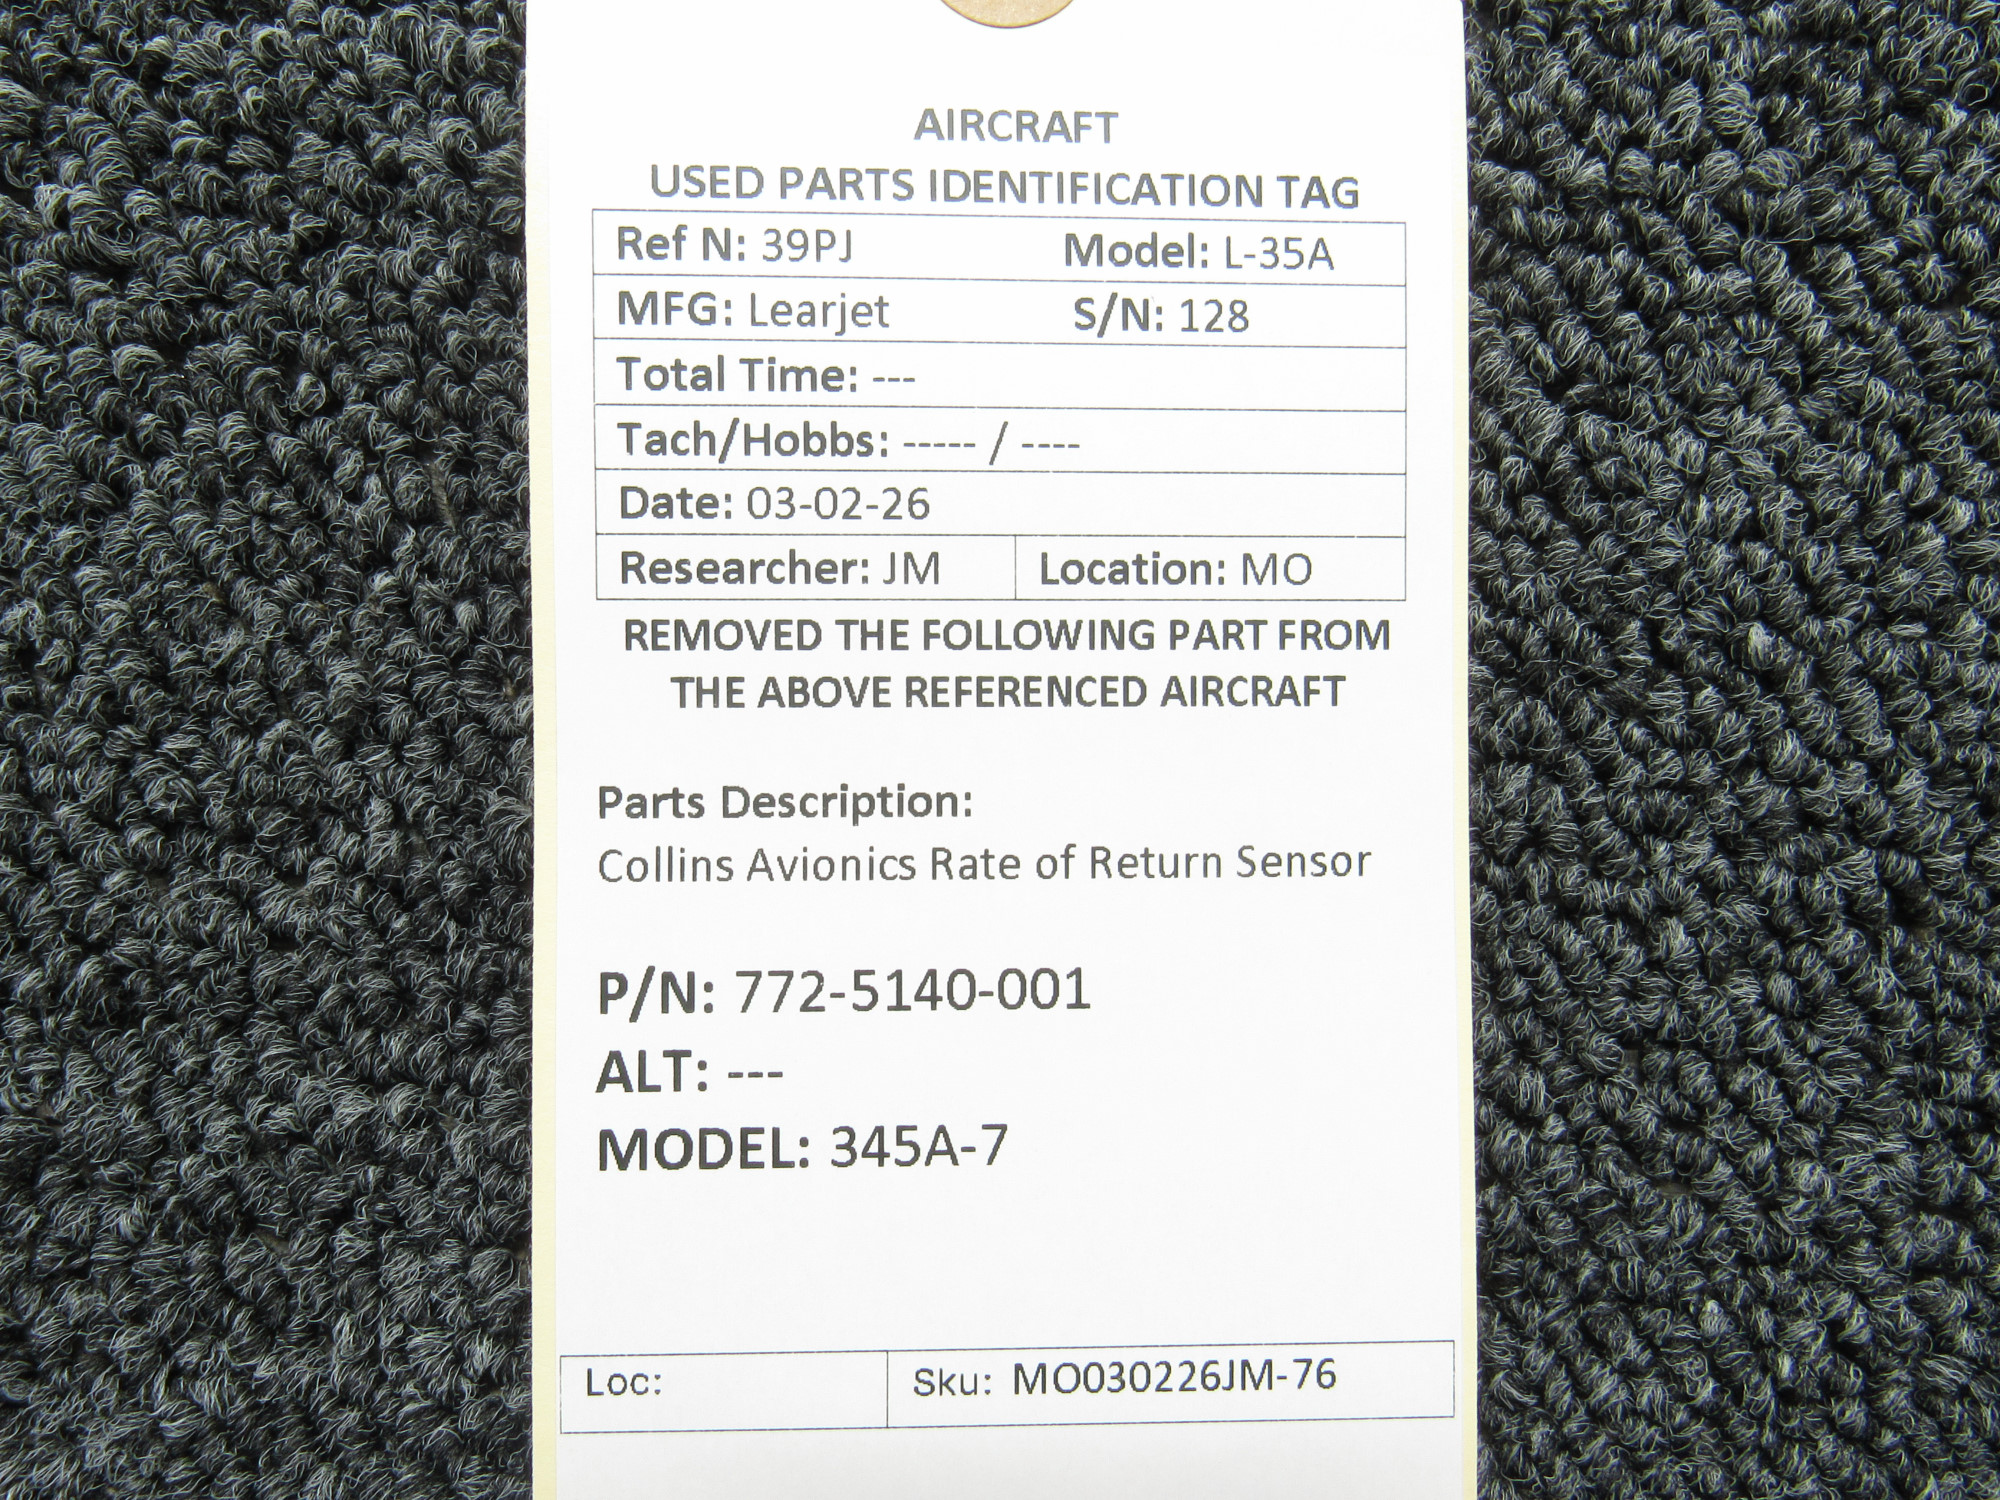 AIRCRAFT
USED PARTS IDENTIFICATION TAG
Ref N: 39PJ Model: L-35A
MFG: Learjet S/N: 128
Total Time: ---
Tach/Hobbs: ----- / ----
Date: 03-02-26
Researcher: JM Location: MO
REMOVED THE FOLLOWING PART FROM
THE ABOVE REFERENCED AIRCRAFT
Parts Description:
Collins Avionics Rate of Return Sensor
P/N: 772-5140-001
ALT: ---
MODEL: 345A-7
Loc: Sku: MO030226JM-76